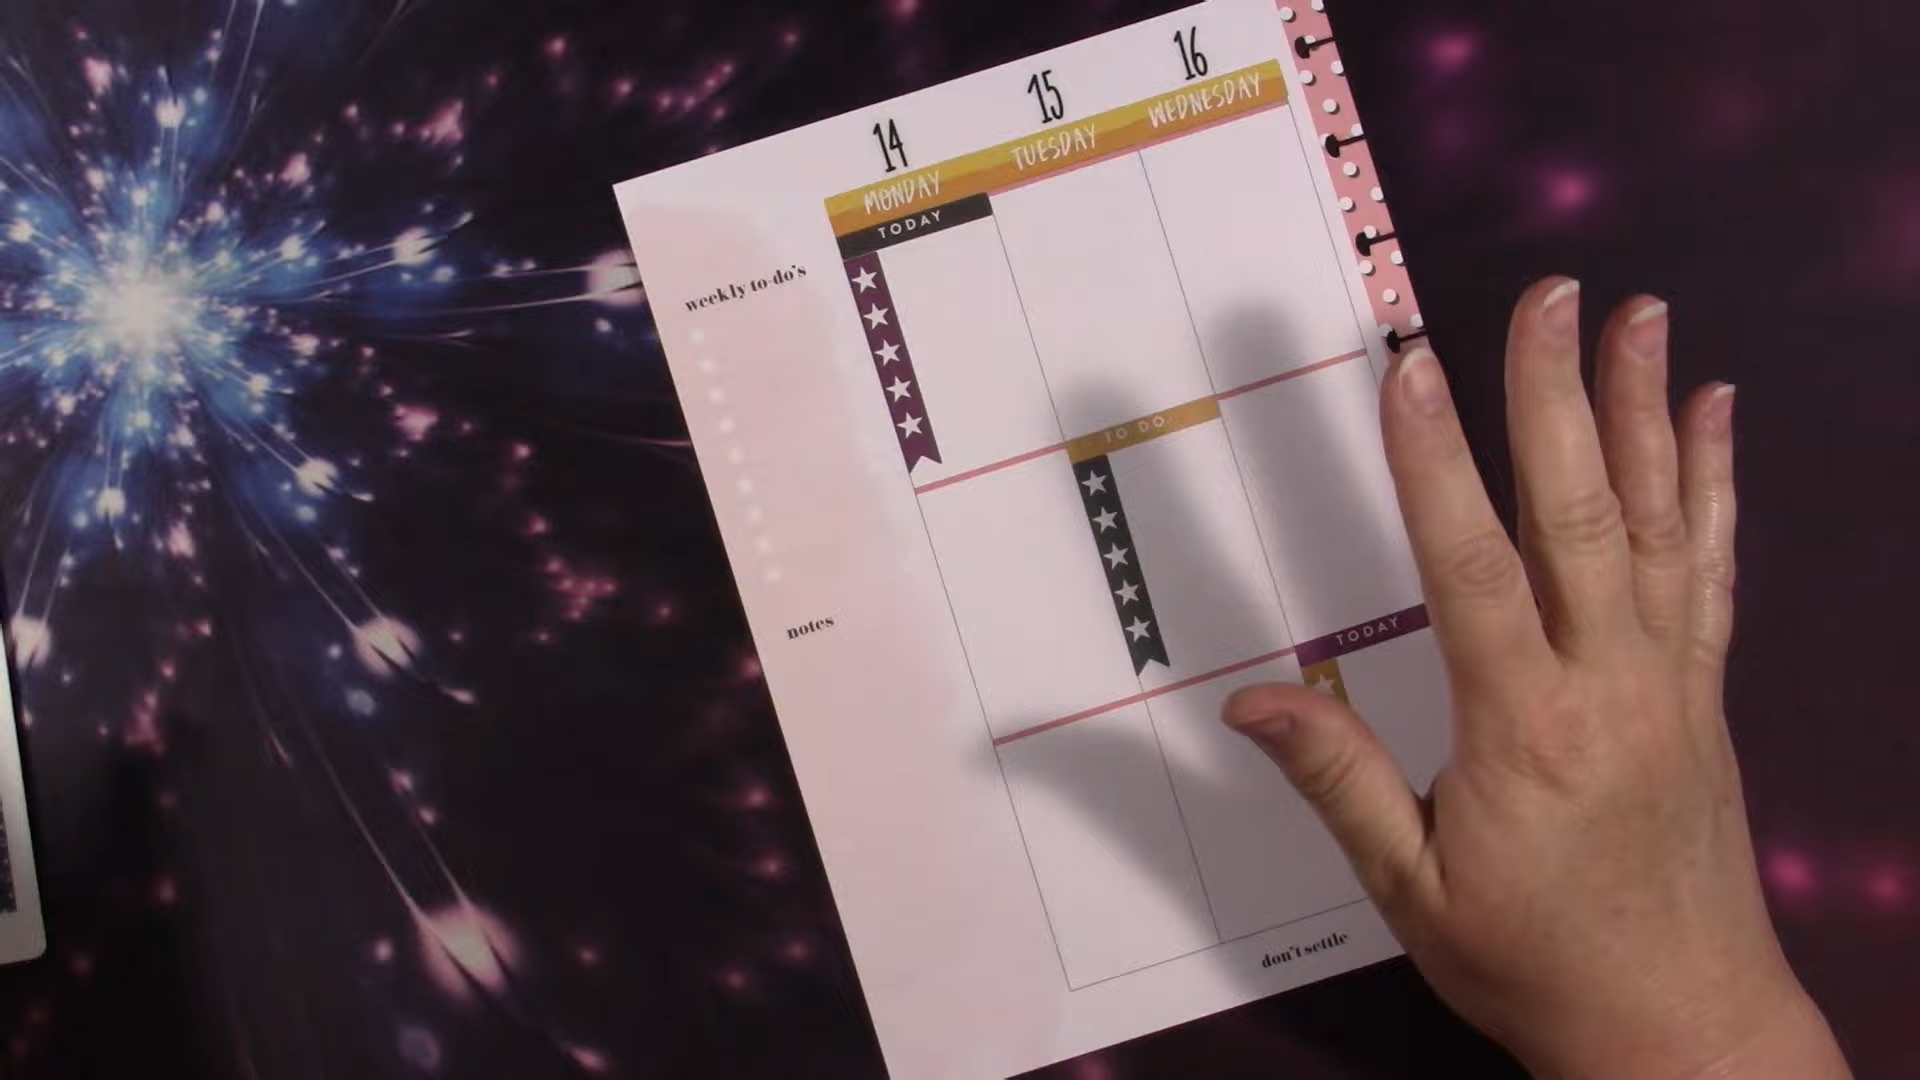 14 15 16
MONDAY TUESDAY WEDNESDAY
TODAY
weekly to-do's
TO DO
notes
TODAY
don't settle